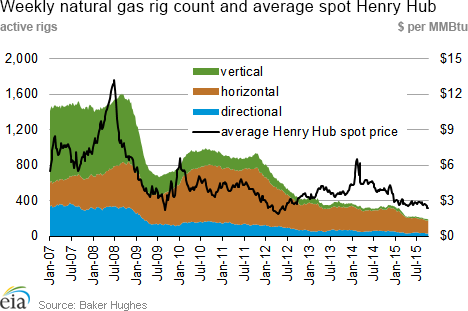 Weekly natural gas rig count and average spot Henry Hub
active rigs $ per MMBtu
2,000 $15
vertical
horizontal
directional
average Henry Hub spot price
1,600 $12
1,200 $9
800 $6
400 $3
0 $0
Jan-07 Jul-07 Jan-08 Jul-08 Jan-09 Jul-09 Jan-10 Jul-10 Jan-11 Jul-11 Jan-12 Jul-12 Jan-13 Jul-13 Jan-14 Jul-14 Jan-15 Jul-15
eia Source: Baker Hughes